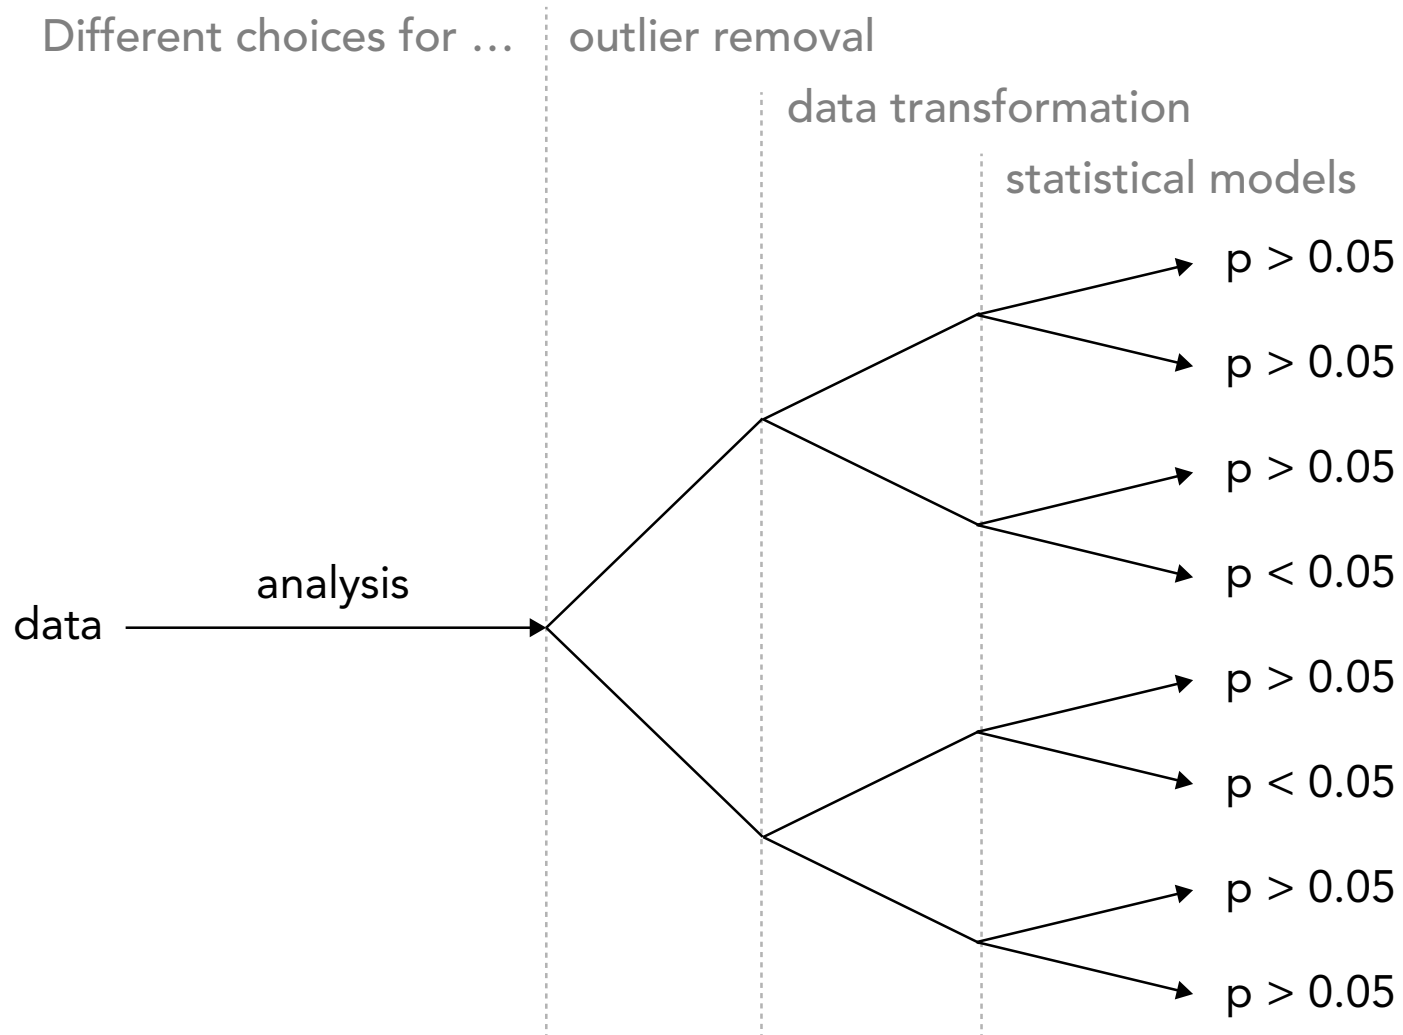 Different choices for …
outlier removal
data transformation
statistical models
p > 0.05
p > 0.05
p > 0.05
p < 0.05
analysis
data
p > 0.05
p < 0.05
p > 0.05
p > 0.05